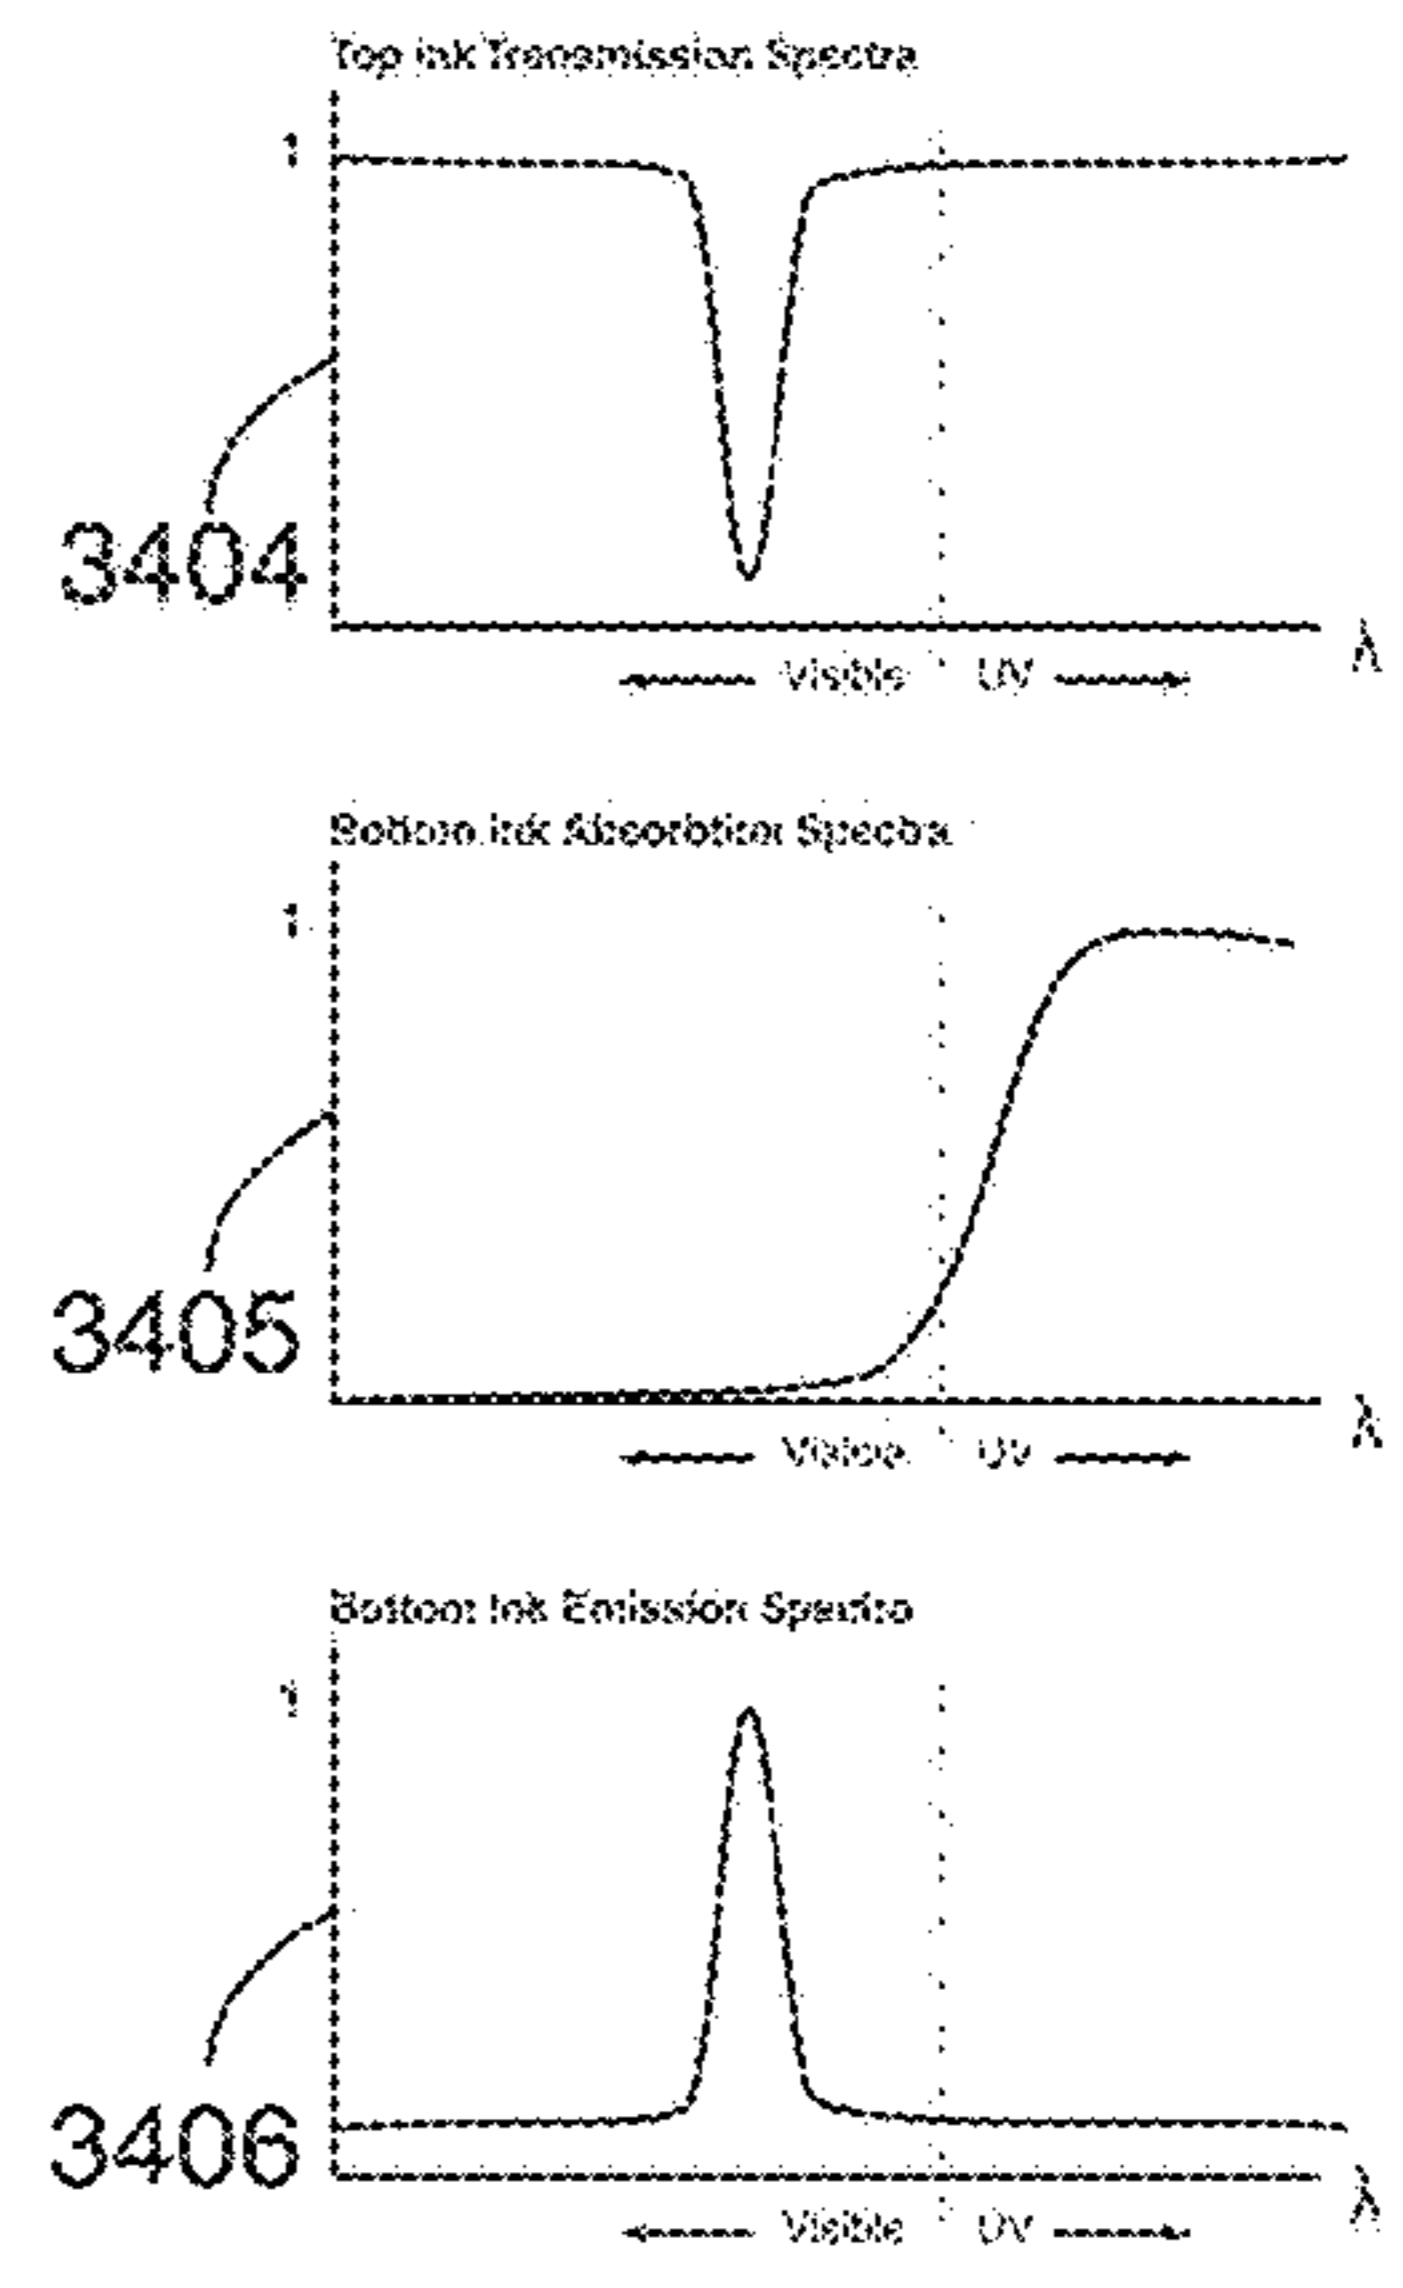 Top Ink Transmission Spectra
1
3404
λ
Visible UV
Bottom Ink Absorbtion Spectra
1
3405
λ
Visible UV
Bottom Ink Emission Spectra
1
3406
λ
Visible UV